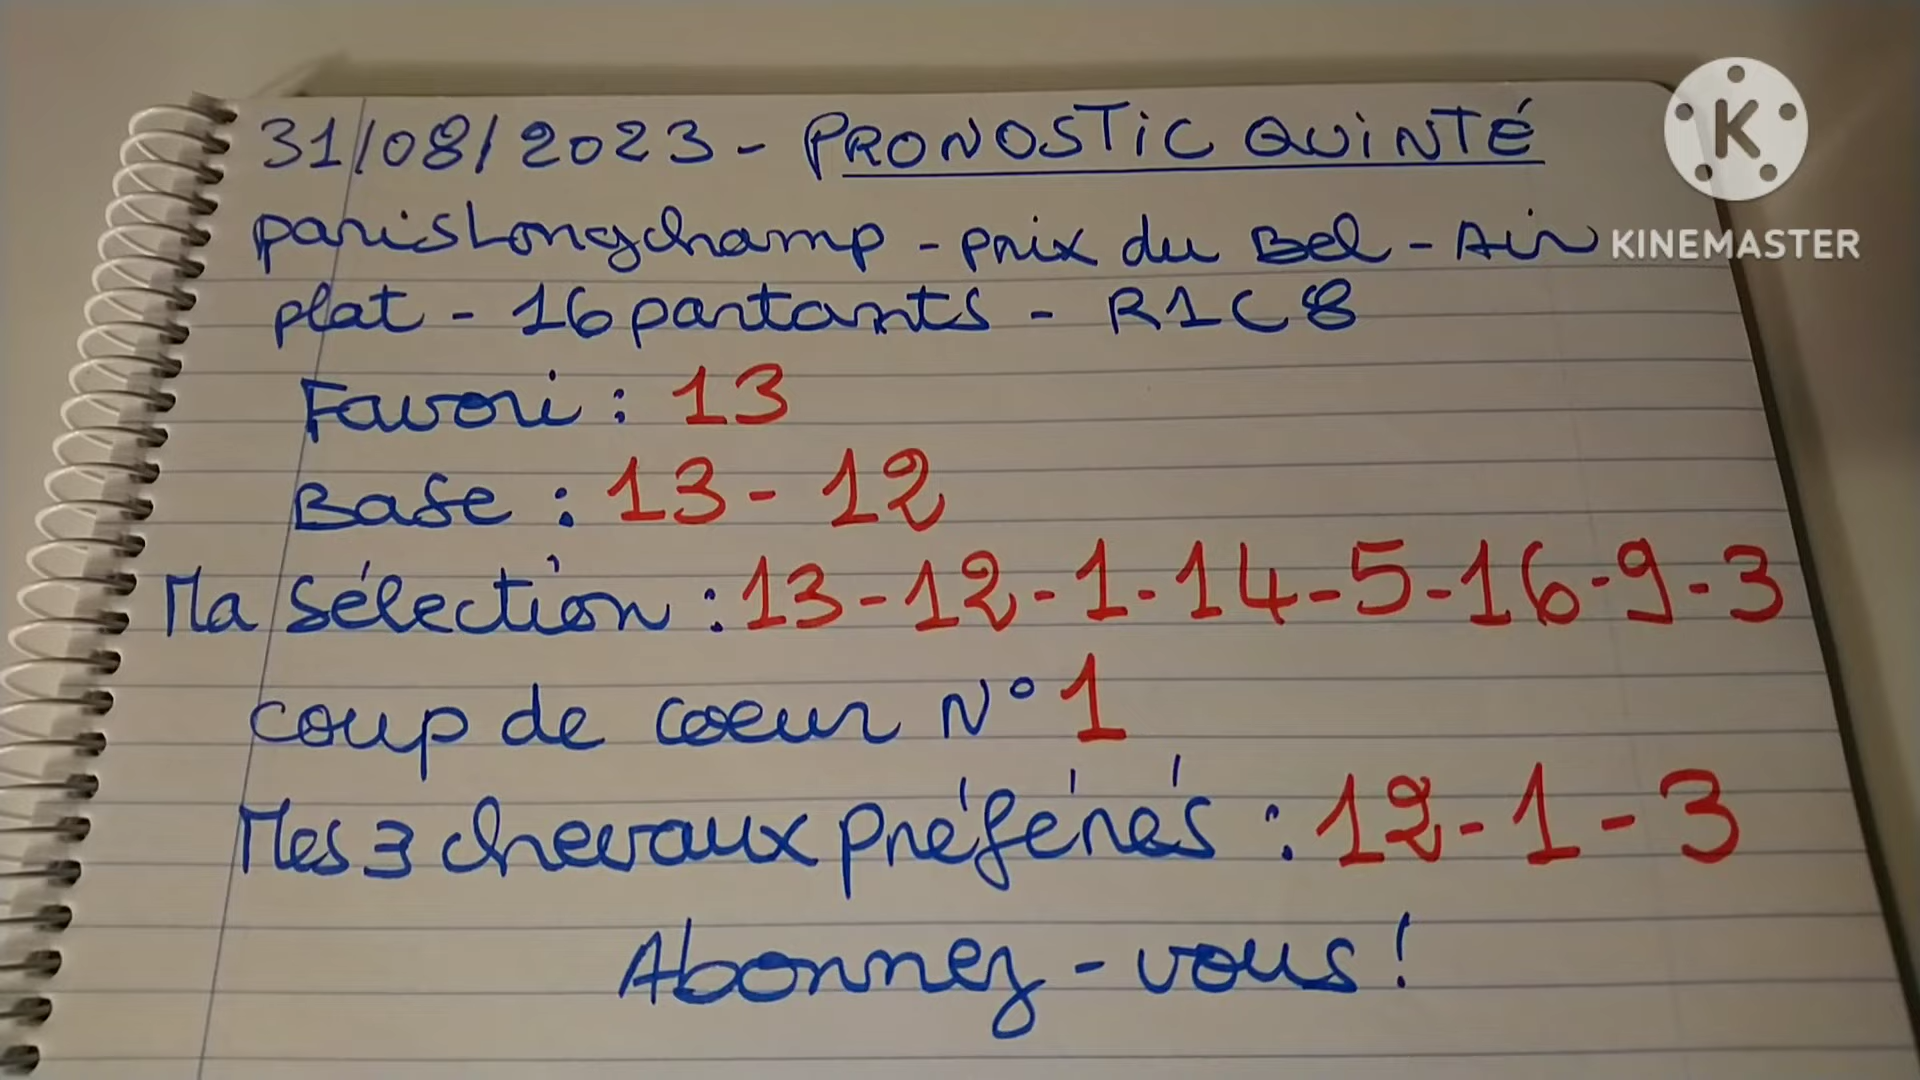 31/08/2023 - PRONOSTIC QUINTÉ
parisLongchamp - prix du Bel - Air
plat - 16 partants - R1C8
Favori : 13
Base : 13 - 12
Ma sélection : 13 - 12 - 1 - 14 - 5 - 16 - 9 - 3
coup de coeur N° 1
Mes 3 chevaux préférés : 12 - 1 - 3
Abonnez - vous !
K
KINEMASTER